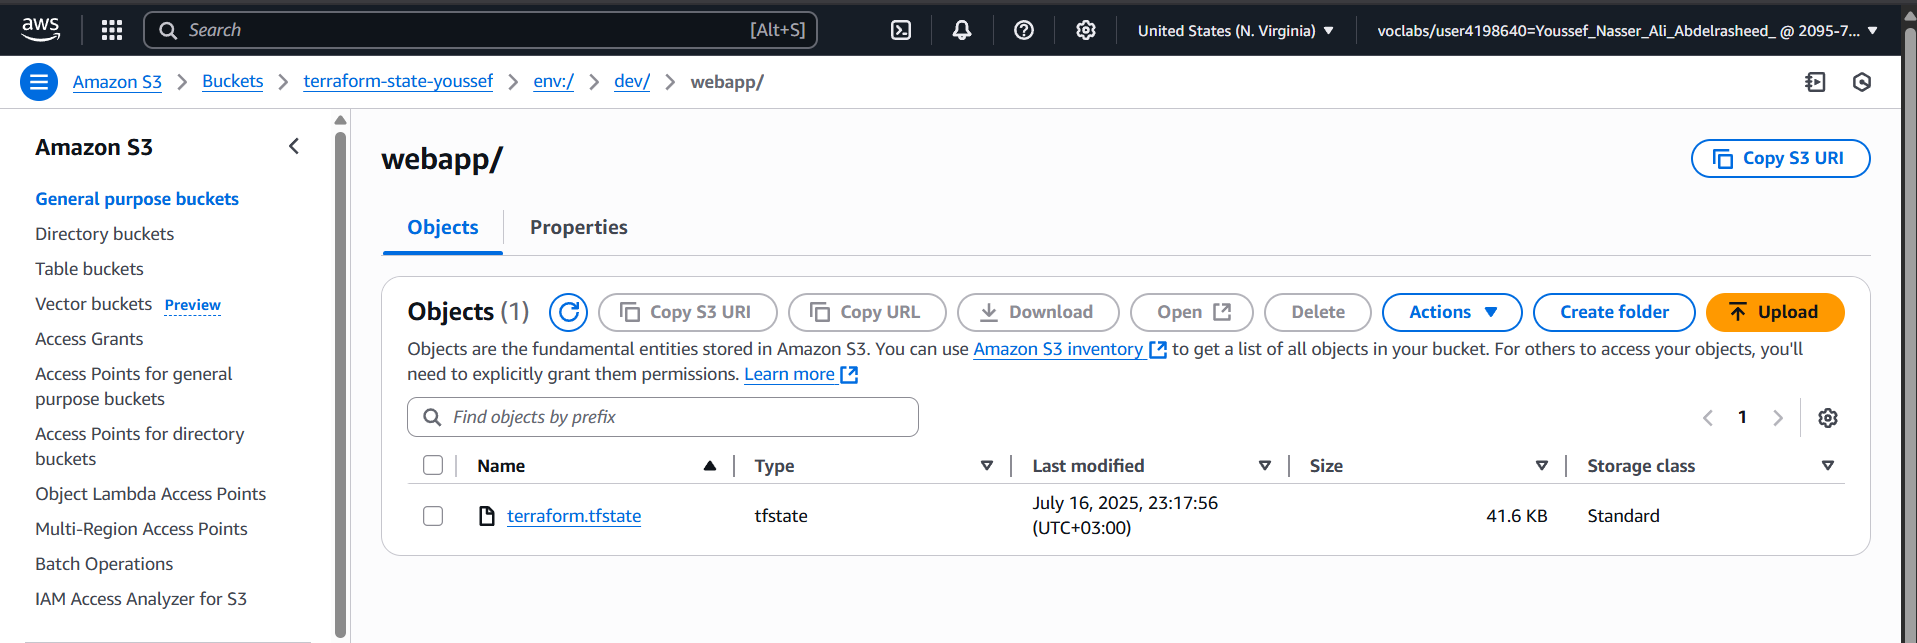 aws
Search
[Alt+S]
United States (N. Virginia)
voclabs/user4198640=Youssef_Nasser_Ali_Abdelrasheed_ @ 2095-7...
Amazon S3
Buckets
terraform-state-youssef
env:/
dev/
webapp/
Amazon S3
General purpose buckets
Directory buckets
Table buckets
Vector buckets Preview
Access Grants
Access Points for general
purpose buckets
Access Points for directory
buckets
Object Lambda Access Points
Multi-Region Access Points
Batch Operations
IAM Access Analyzer for S3
webapp/
Copy S3 URI
Objects
Properties
Objects (1)
Copy S3 URI
Copy URL
Download
Open
Delete
Actions
Create folder
Upload
Objects are the fundamental entities stored in Amazon S3. You can use Amazon S3 inventory to get a list of all objects in your bucket. For others to access your objects, you'll
need to explicitly grant them permissions. Learn more
Find objects by prefix
1
Name
Type
Last modified
Size
Storage class
terraform.tfstate
tfstate
July 16, 2025, 23:17:56
(UTC+03:00)
41.6 KB
Standard